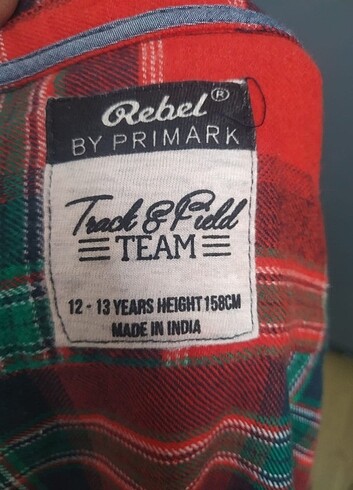 Rebel®
BY PRIMARK
Track & Field
TEAM
12 - 13 YEARS HEIGHT 158CM
MADE IN INDIA